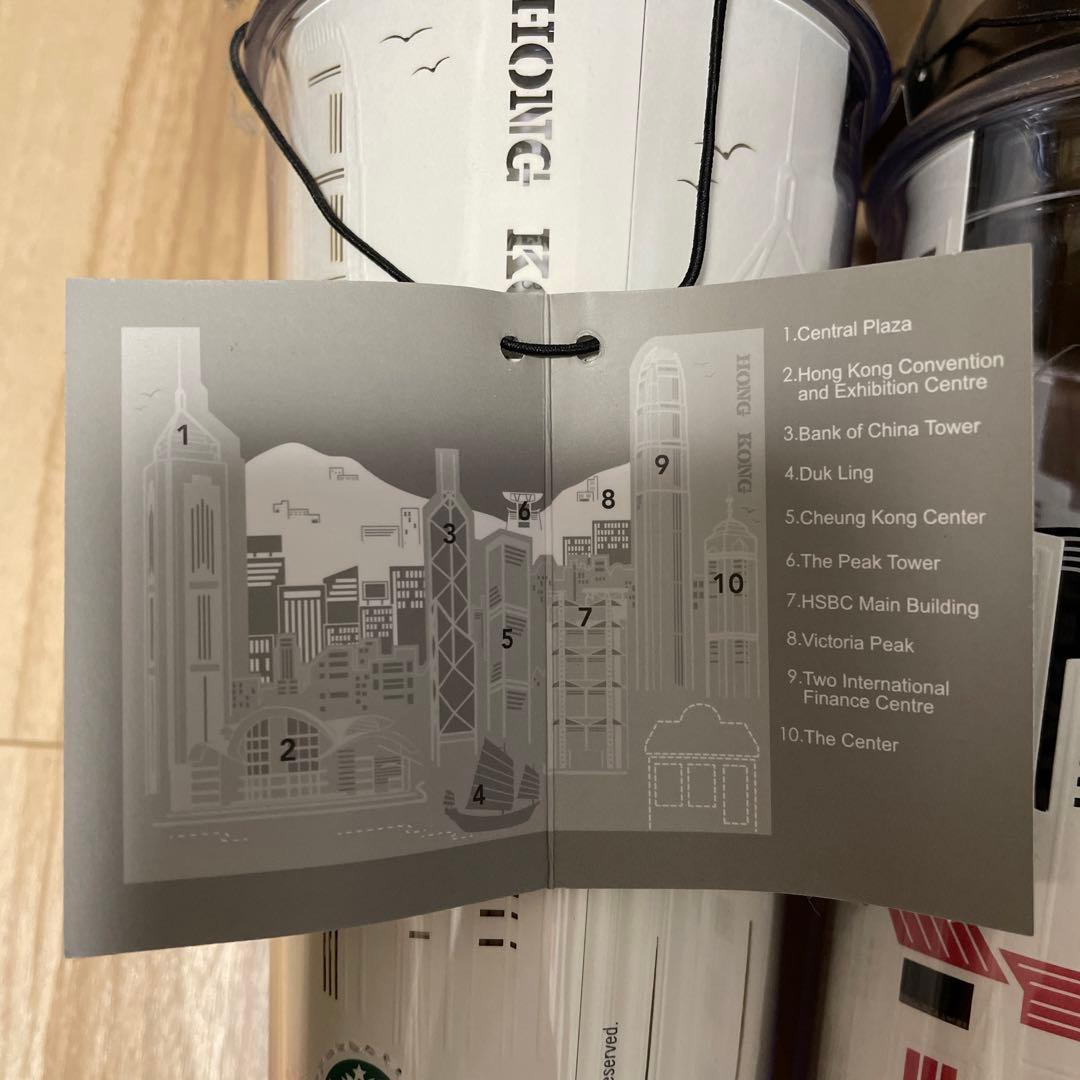 HONG K
HONG KONG
1
2
3
4
5
6
7
8
9
10
1.Central Plaza
2.Hong Kong Convention
and Exhibition Centre
3.Bank of China Tower
4.Duk Ling
5.Cheung Kong Center
6.The Peak Tower
7.HSBC Main Building
8.Victoria Peak
9.Two International
Finance Centre
10.The Center